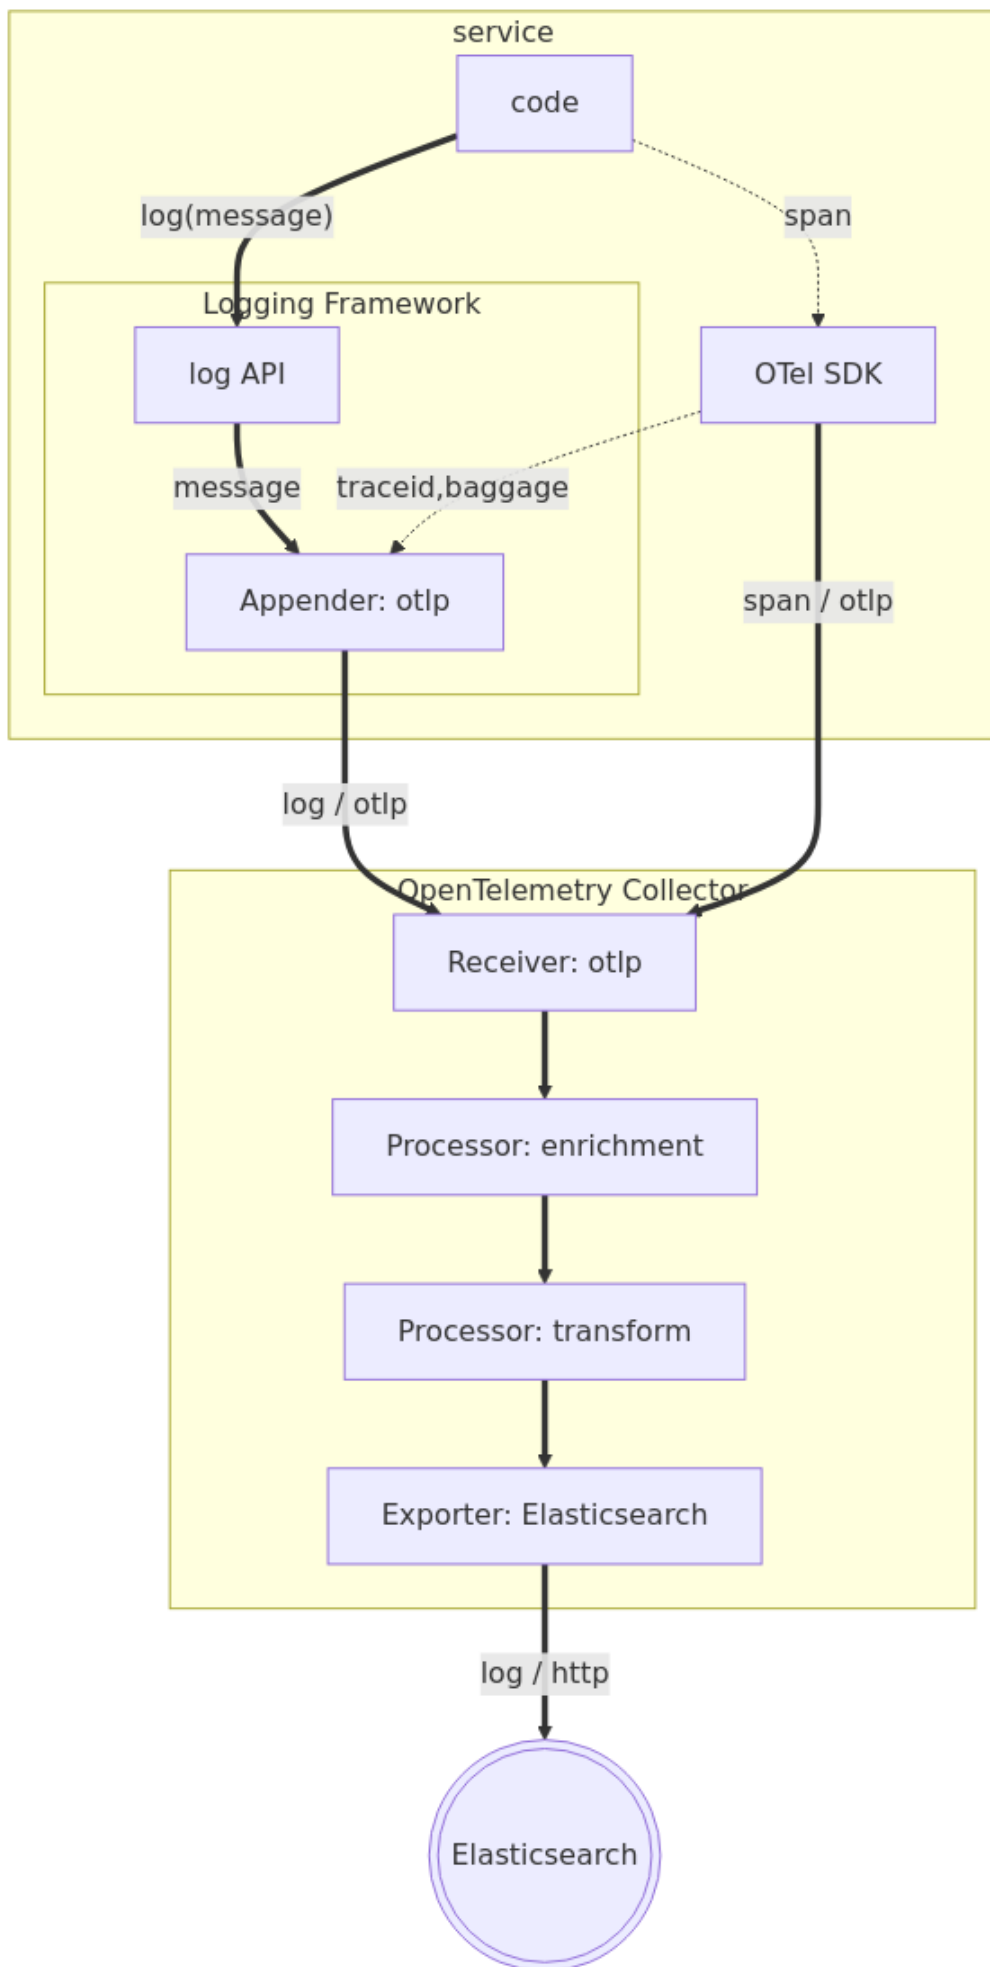 service
code
log(message)
span
Logging Framework
log API
OTel SDK
message
traceid,baggage
Appender: otlp
span / otlp
log / otlp
OpenTelemetry Collector
Receiver: otlp
Processor: enrichment
Processor: transform
Exporter: Elasticsearch
log / http
Elasticsearch